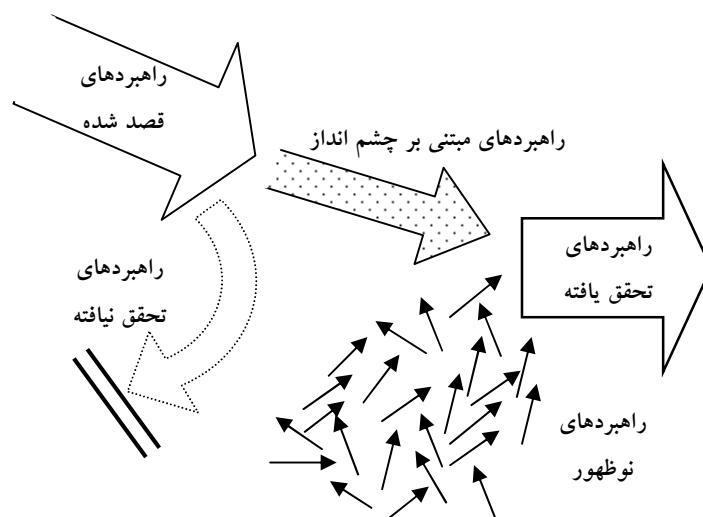 راهبردهای
قصد شده
راهبردهای مبتنی بر چشم انداز
راهبردهای
تحقق یافته
راهبردهای
تحقق نیافته
راهبردهای
نوظهور